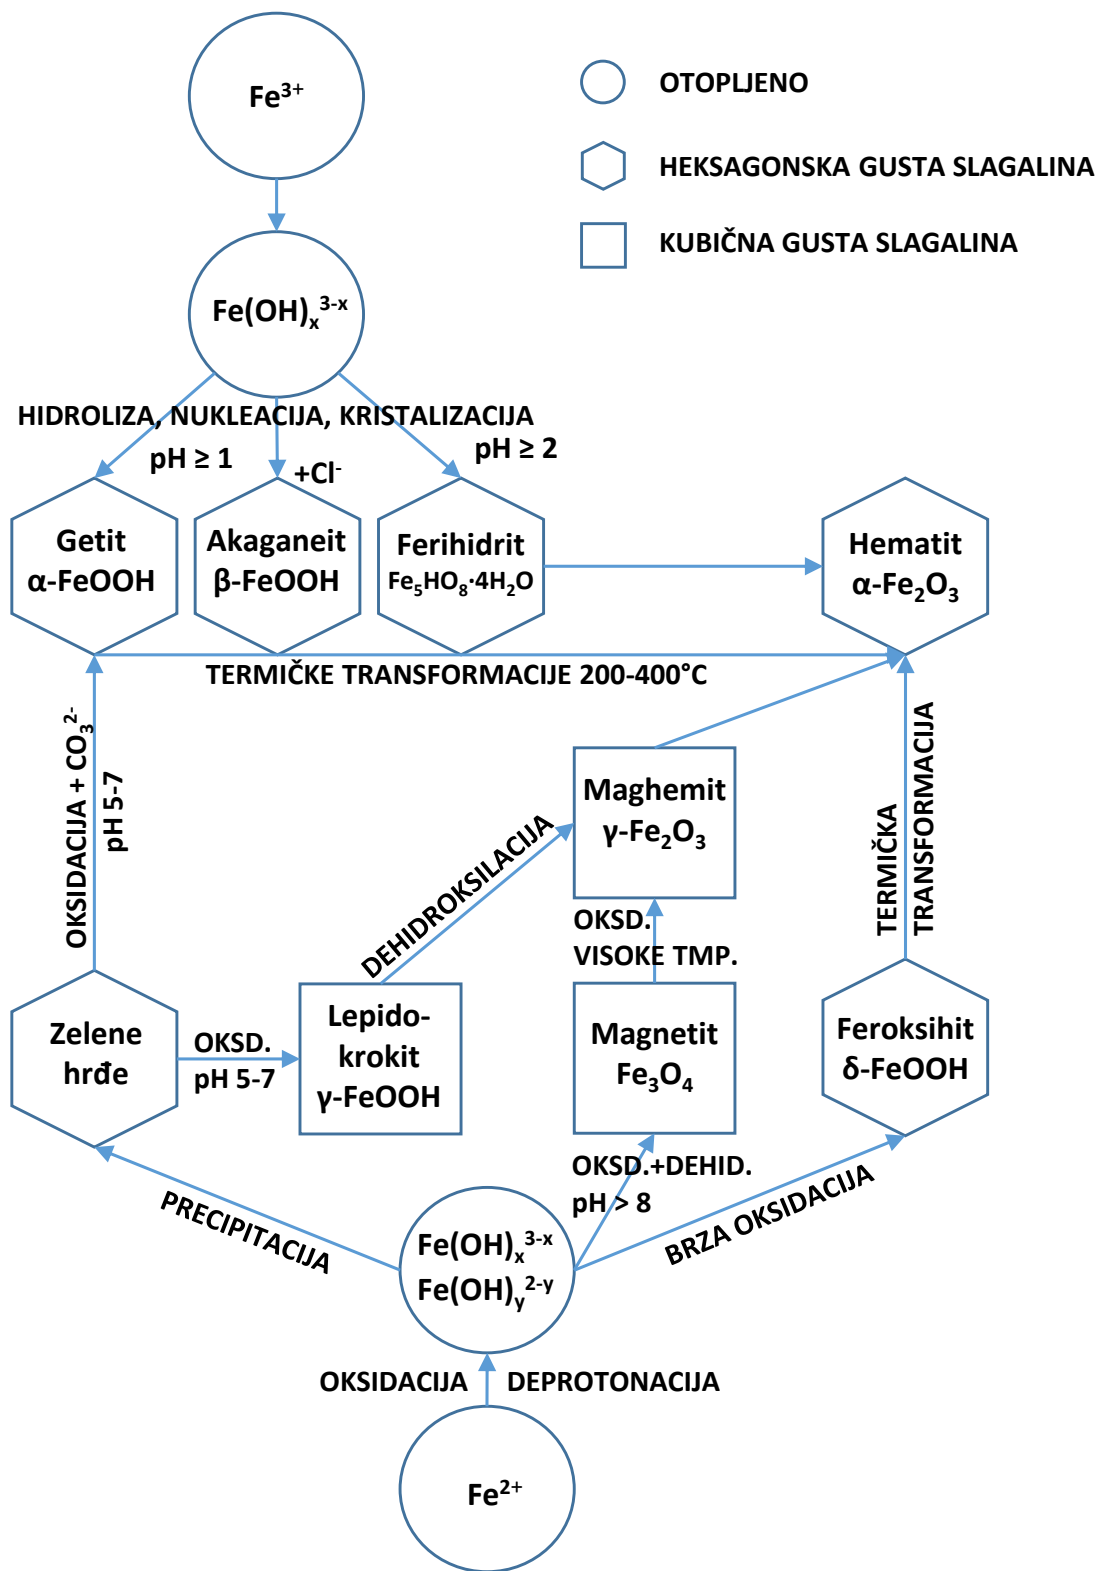 Fe³⁺
OTOPLJENO
HEKSAGONSKA GUSTA SLAGALINA
KUBIČNA GUSTA SLAGALINA
Fe(OH)ₓ³⁻ˣ
HIDROLIZA, NUKLEACIJA, KRISTALIZACIJA
pH ≥ 1
+Cl⁻
pH ≥ 2
Getit
α-FeOOH
Akaganeit
β-FeOOH
Ferihidrit
Fe₅HO₈·4H₂O
Hematit
α-Fe₂O₃
TERMIČKE TRANSFORMACIJE 200-400°C
OKSIDACIJA + CO₃²⁻
pH 5-7
Maghemit
γ-Fe₂O₃
DEHIDROKSILACIJA
OKSD.
VISOKE TMP.
TERMIČKA
TRANSFORMACIJA
Zelene
hrđe
OKSD.
pH 5-7
Lepido-
krokit
γ-FeOOH
Magnetit
Fe₃O₄
Feroksihit
δ-FeOOH
PRECIPITACIJA
OKSD.+DEHID.
pH > 8
BRZA OKSIDACIJA
Fe(OH)ₓ³⁻ˣ
Fe(OH)y²⁻ʸ
OKSIDACIJA DEPROTONACIJA
Fe²⁺